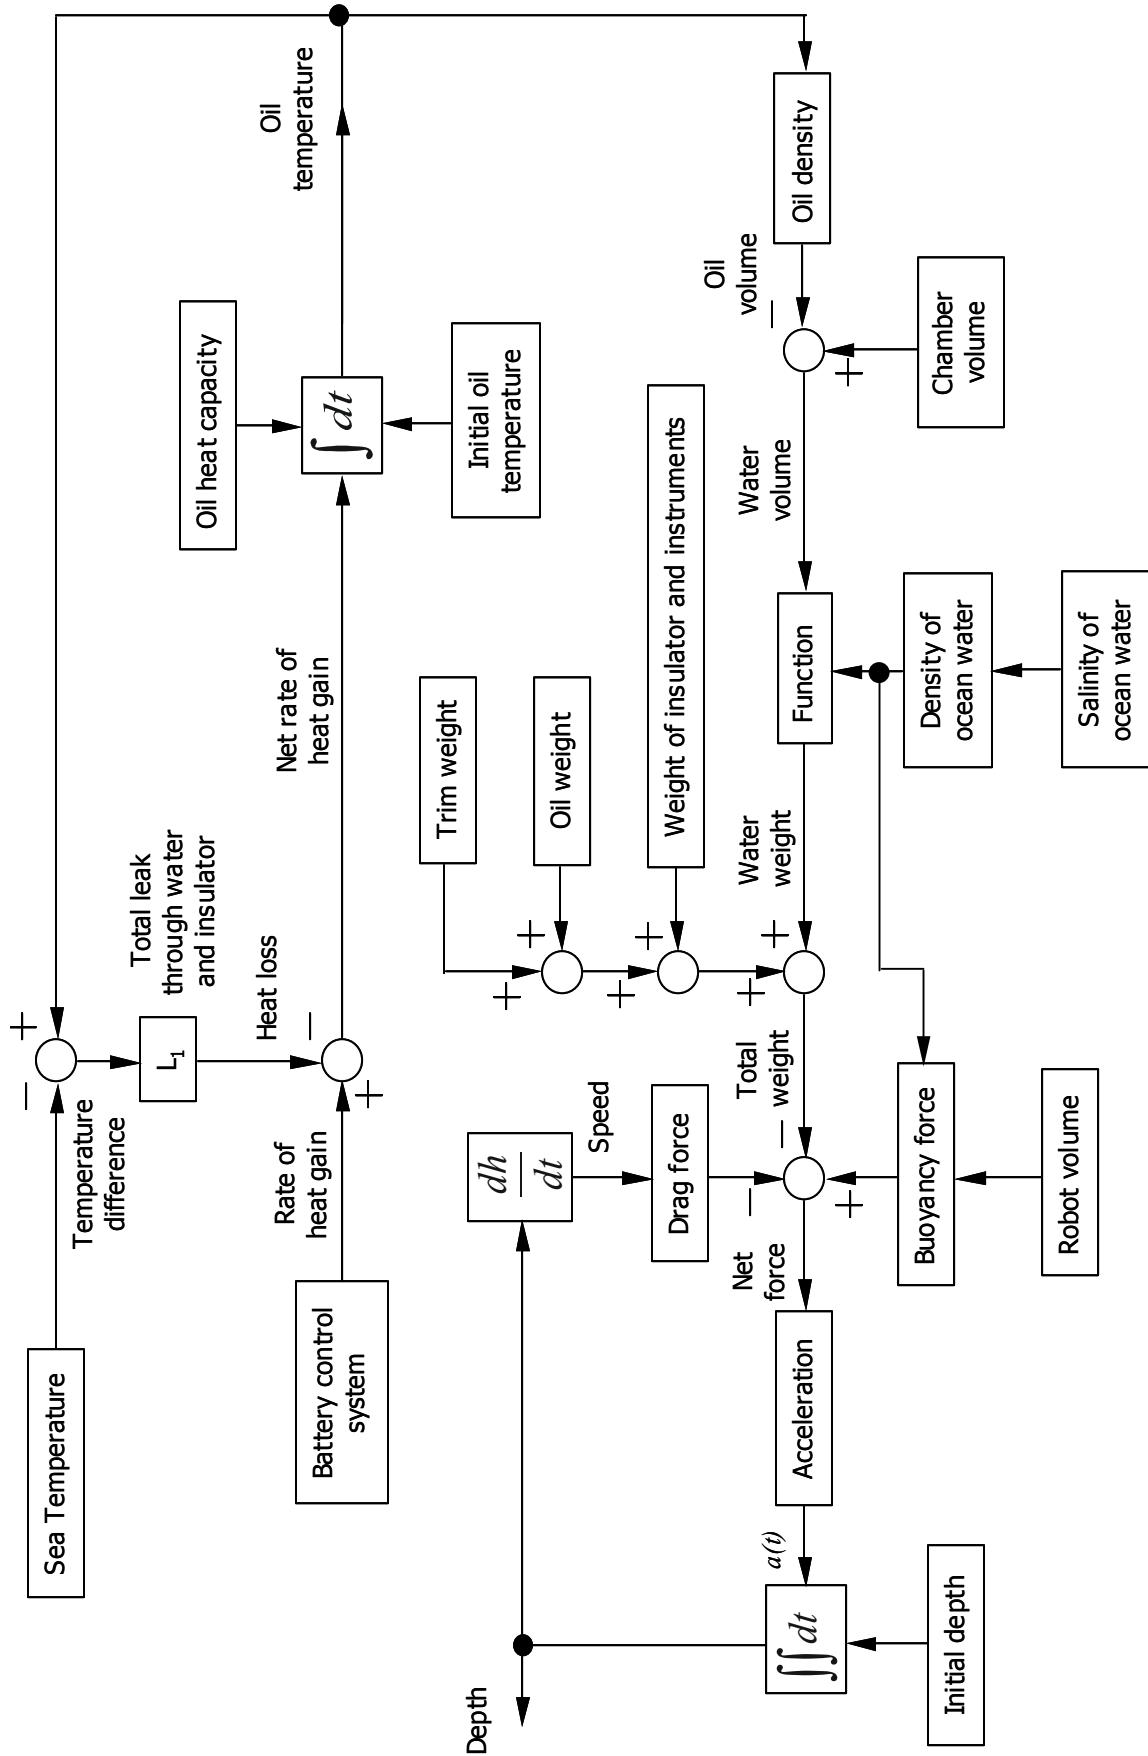 Sea Temperature
Temperature
difference
−
+
L1
Total leak
through water
and insulator
Heat loss
−
+
Battery control
system
Rate of
heat gain
Net rate of
heat gain
Oil heat capacity
∫ dt
Initial oil
temperature
Oil
temperature
Depth
dh
dt
Speed
Drag force
−
Trim weight
+
Oil weight
+
+
Weight of insulator and instruments
+
+
Initial depth
∫∫ dt
a(t)
Acceleration
Net
force
−
+
Total
weight
+
Water
weight
Function
Water
volume
−
+
Oil
volume
Oil density
Buoyancy force
Robot volume
Density of
ocean water
Salinity of
ocean water
Chamber
volume